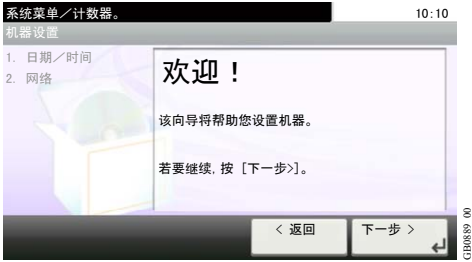 系统菜单／计数器。
10:10
机器设置
1. 日期／时间
2. 网络
欢迎！
该向导将帮助您设置机器。
若要继续, 按 [下一步>]。
< 返回
下一步 >
GB0889 00